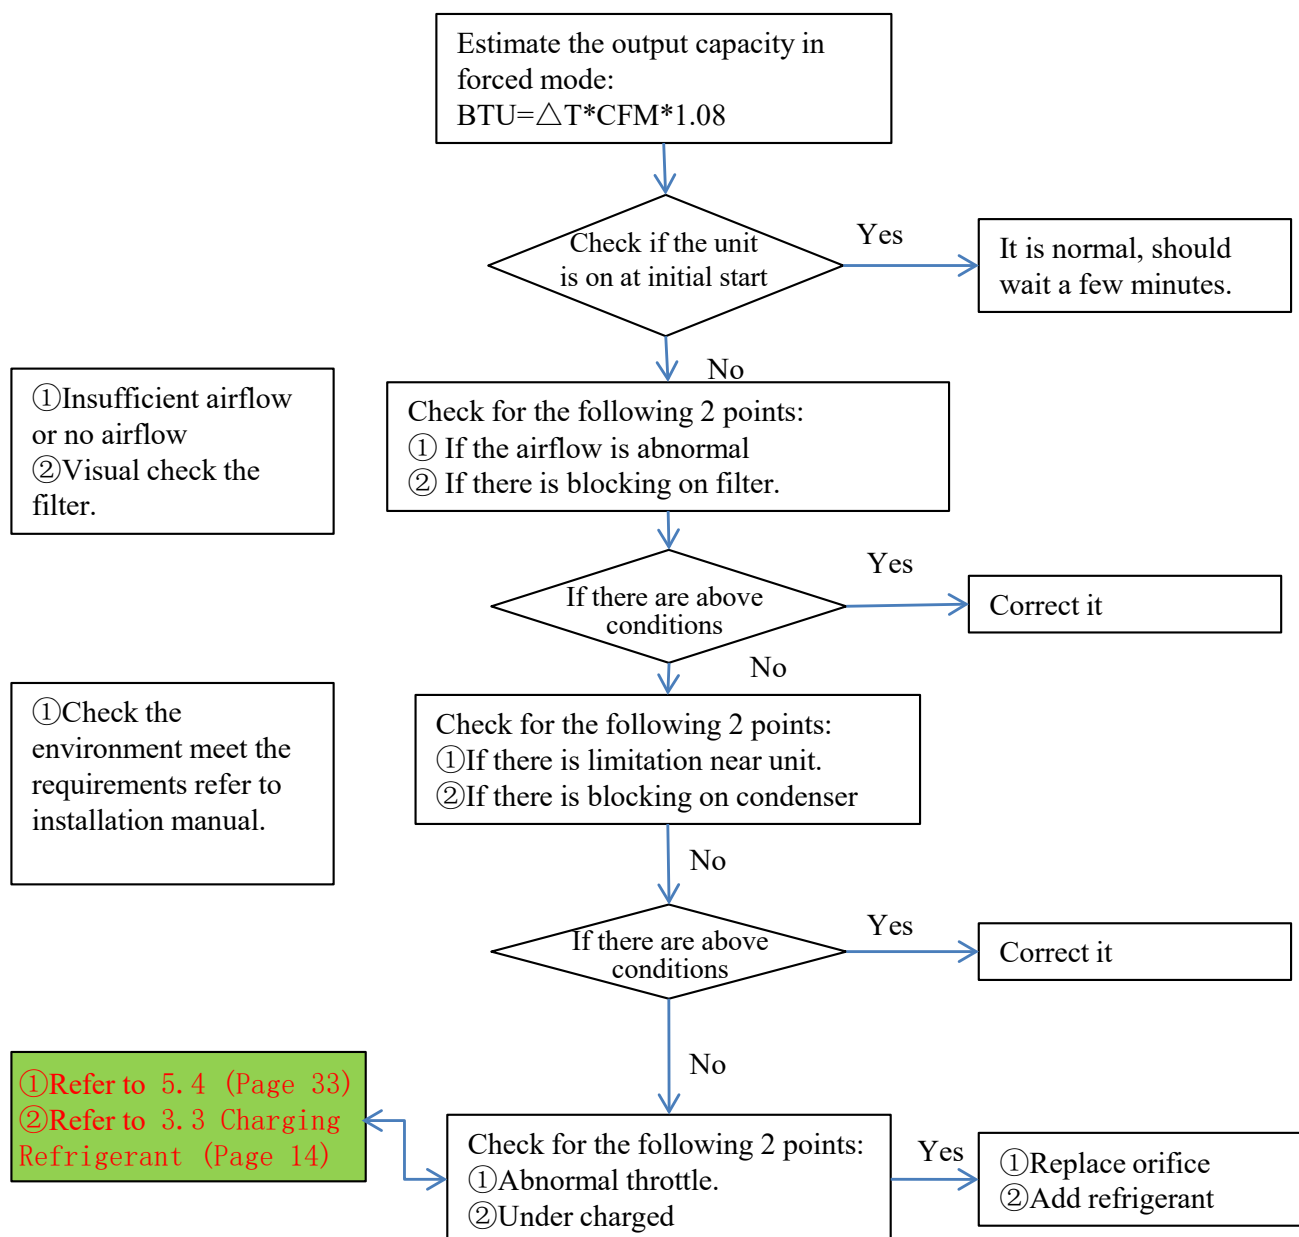 Estimate the output capacity in
forced mode:
BTU=△T*CFM*1.08
Check if the unit
is on at initial start
Yes
It is normal, should
wait a few minutes.
No
①Insufficient airflow
or no airflow
②Visual check the
filter.
Check for the following 2 points:
① If the airflow is abnormal
② If there is blocking on filter.
If there are above
conditions
Yes
Correct it
No
①Check the
environment meet the
requirements refer to
installation manual.
Check for the following 2 points:
①If there is limitation near unit.
②If there is blocking on condenser
No
If there are above
conditions
Yes
Correct it
No
①Refer to 5.4 (Page 33)
②Refer to 3.3 Charging
Refrigerant (Page 14)
Check for the following 2 points:
①Abnormal throttle.
②Under charged
Yes
①Replace orifice
②Add refrigerant